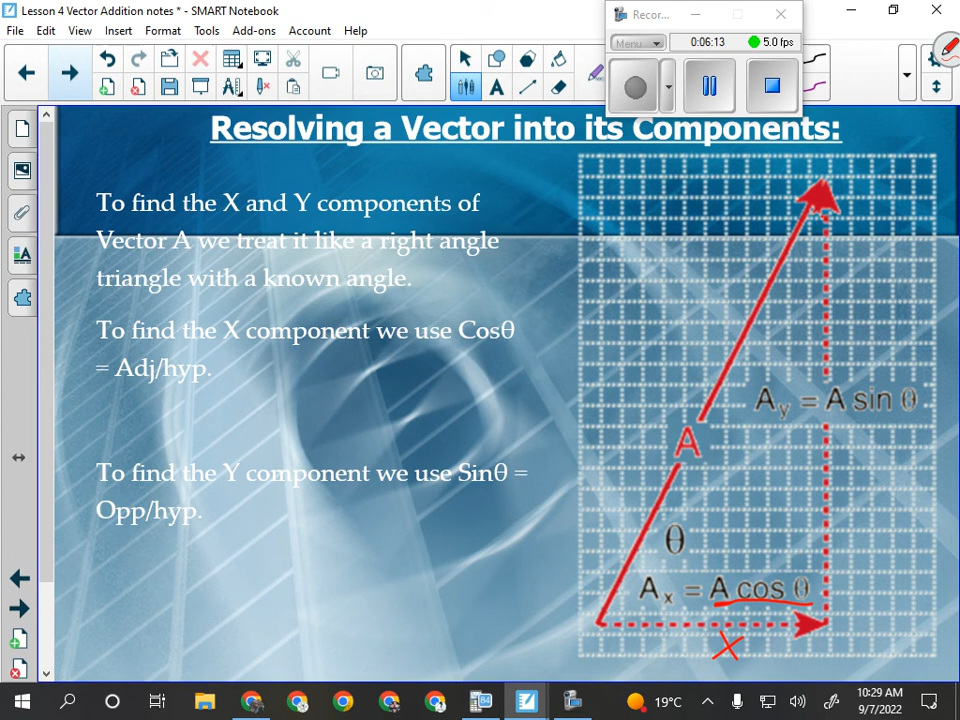 Lesson 4 Vector Addition notes * - SMART Notebook
File Edit View Insert Format Tools Add-ons Account Help
Recor...
Menu
0:06:13
5.0 fps
Resolving a Vector into its Components:
To find the X and Y components of
Vector A we treat it like a right angle
triangle with a known angle.
To find the X component we use Cosθ
= Adj/hyp.
To find the Y component we use Sinθ =
Opp/hyp.
Ay = A sin θ
A
θ
Ax = A cos θ
X
19°C
10:29 AM
9/7/2022